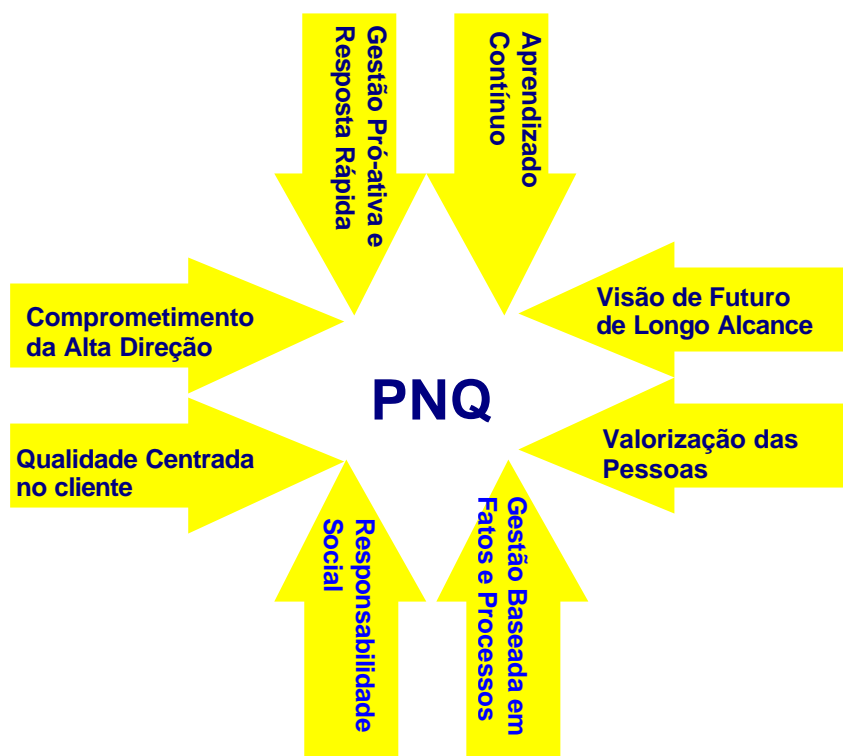 Gestão Pró-ativa e
Resposta Rápida
Aprendizado
Contínuo
Comprometimento
da Alta Direção
Visão de Futuro
de Longo Alcance
PNQ
Qualidade Centrada
no cliente
Valorização das
Pessoas
Responsabilidade
Social
Gestão Baseada em
Fatos e Processos